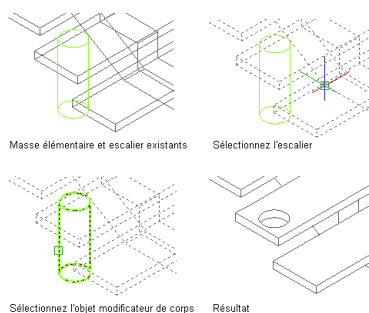 Masse élémentaire et escalier existants
Sélectionnez l'escalier
Sélectionnez l'objet modificateur de corps
Résultat